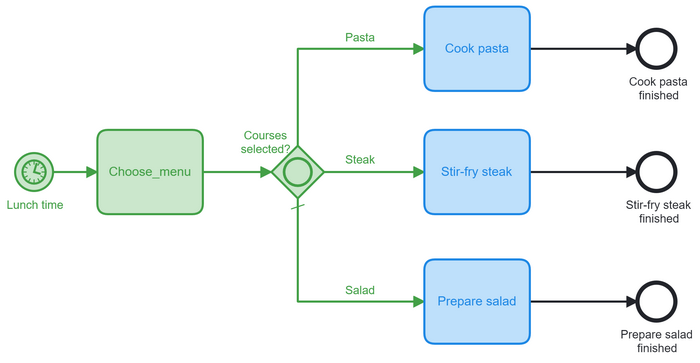 Pasta
Cook pasta
Cook pasta
finished
Courses
selected?
Lunch time
Choose_menu
Steak
Stir-fry steak
Stir-fry steak
finished
Salad
Prepare salad
Prepare salad
finished